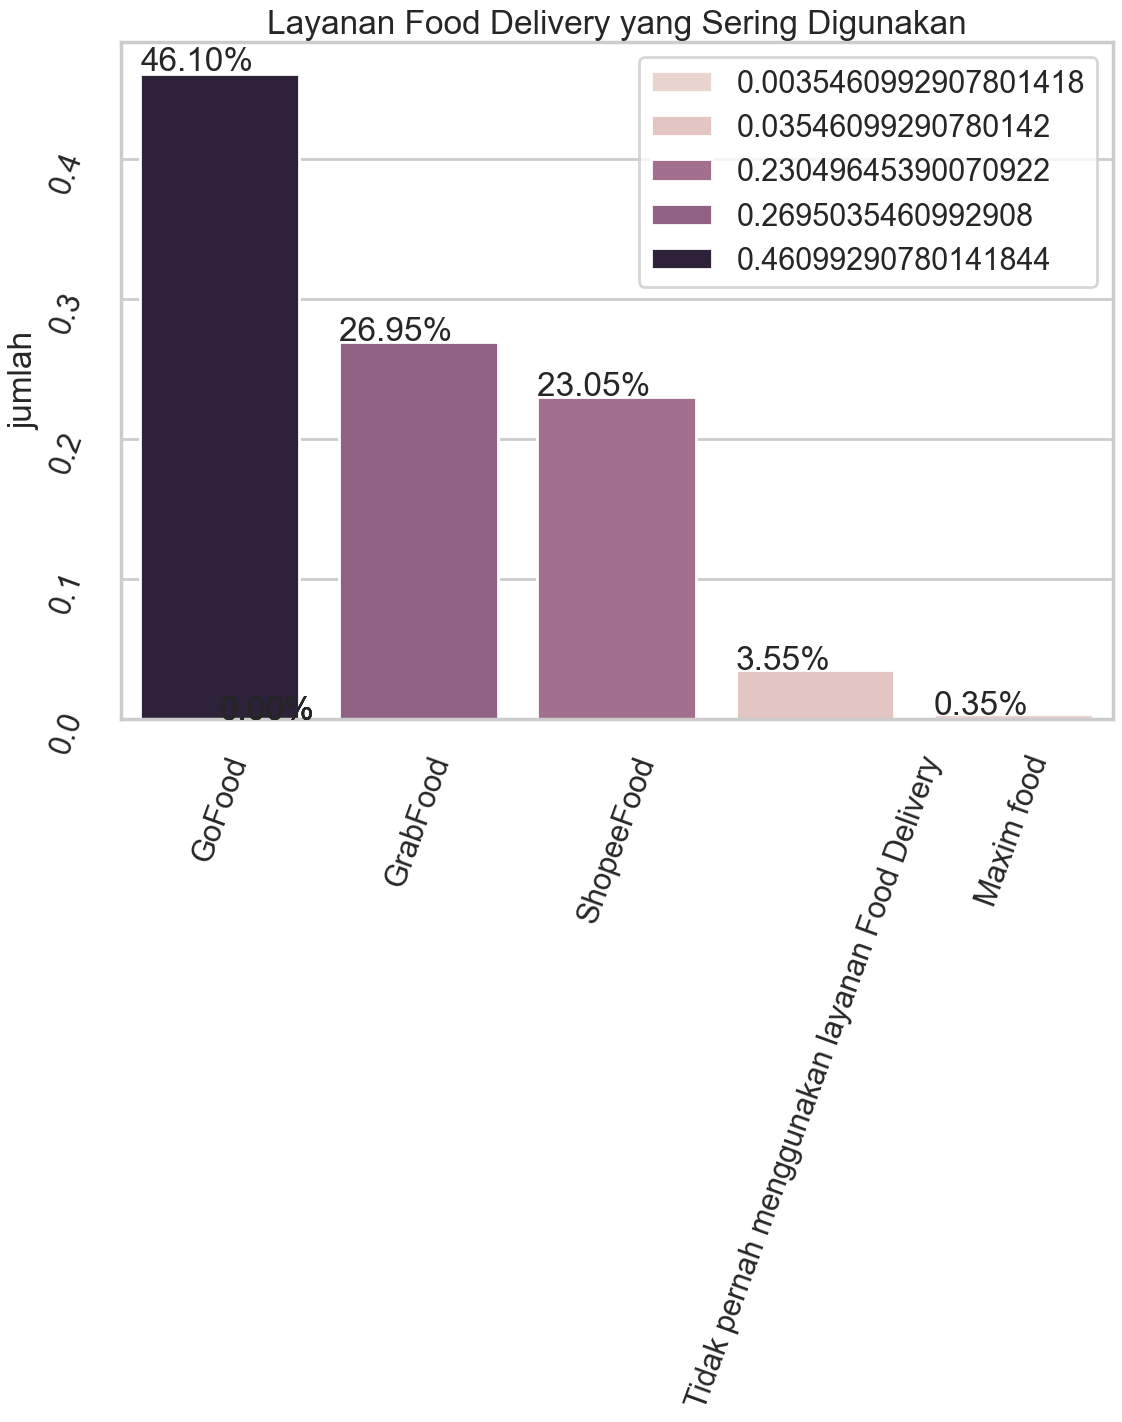 Layanan Food Delivery yang Sering Digunakan
46.10%
26.95%
23.05%
3.55%
0.35%
0.00%
0.0035460992907801418
0.03546099290780142
0.23049645390070922
0.2695035460992908
0.46099290780141844
jumlah
0.4
0.3
0.2
0.1
0.0
GoFood
GrabFood
ShopeeFood
Tidak pernah menggunakan layanan Food Delivery
Maxim food